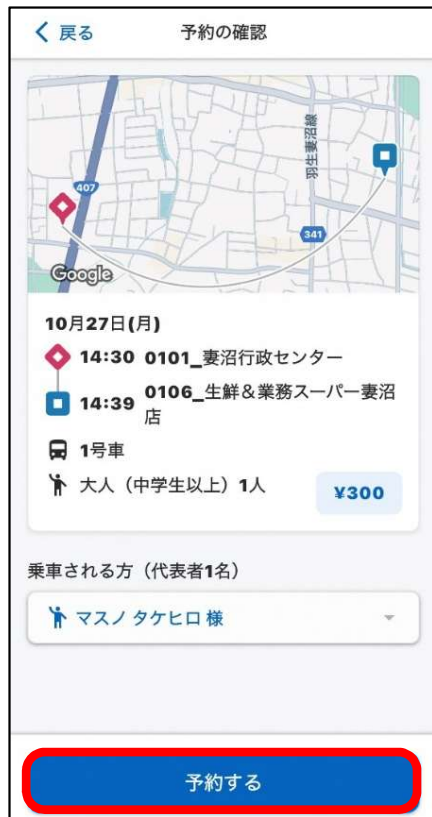 戻る 予約の確認
羽生妻沼線
407
341
Google
10月27日(月)
14:30 0101_妻沼行政センター
14:39 0106_生鮮&業務スーパー妻沼
店
1号車
大人（中学生以上）1人
¥300
乗車される方（代表者1名）
マスノ タケヒロ 様
予約する